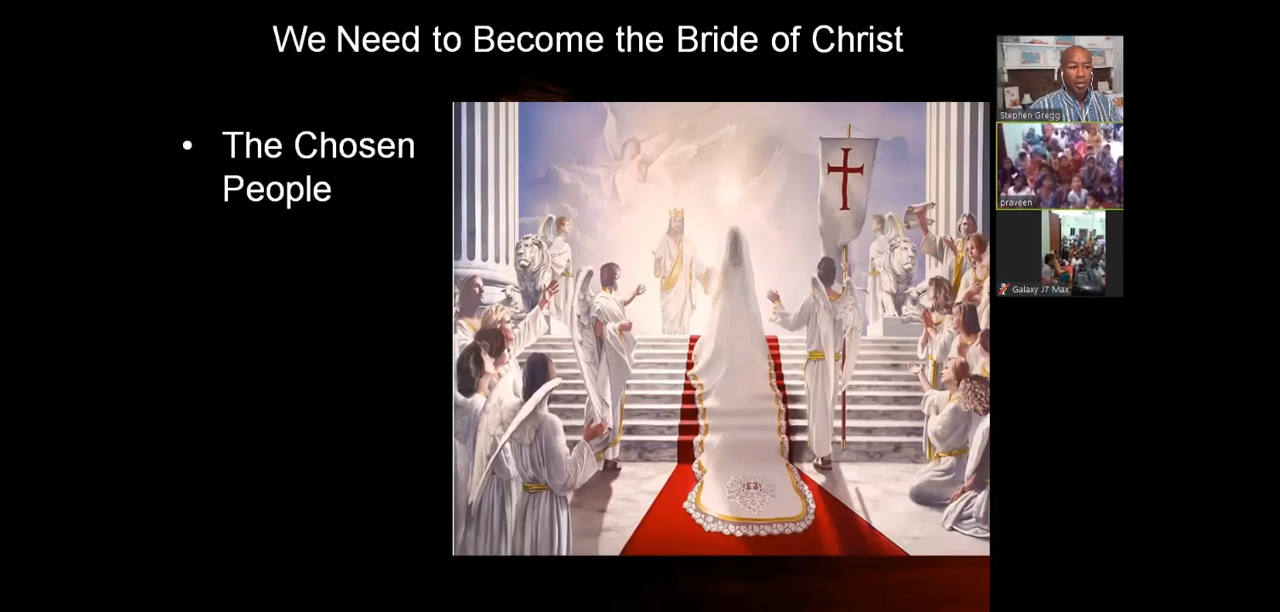 We Need to Become the Bride of Christ
• The Chosen
People
Stephen Gregg
praveen
Galaxy J7 Max